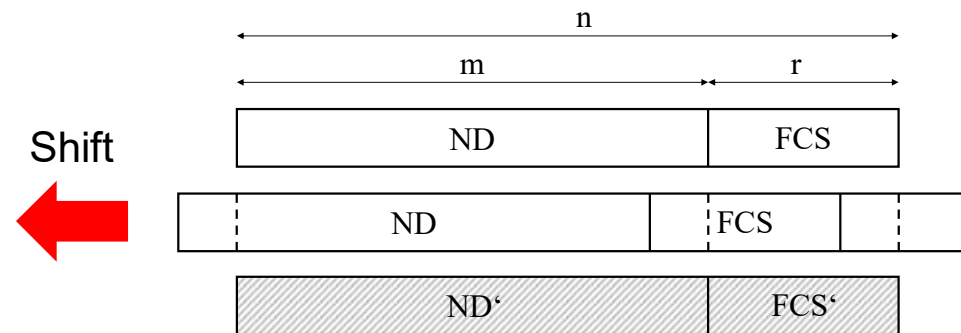 n
m r
ND FCS
Shift
ND FCS
ND‘ FCS‘